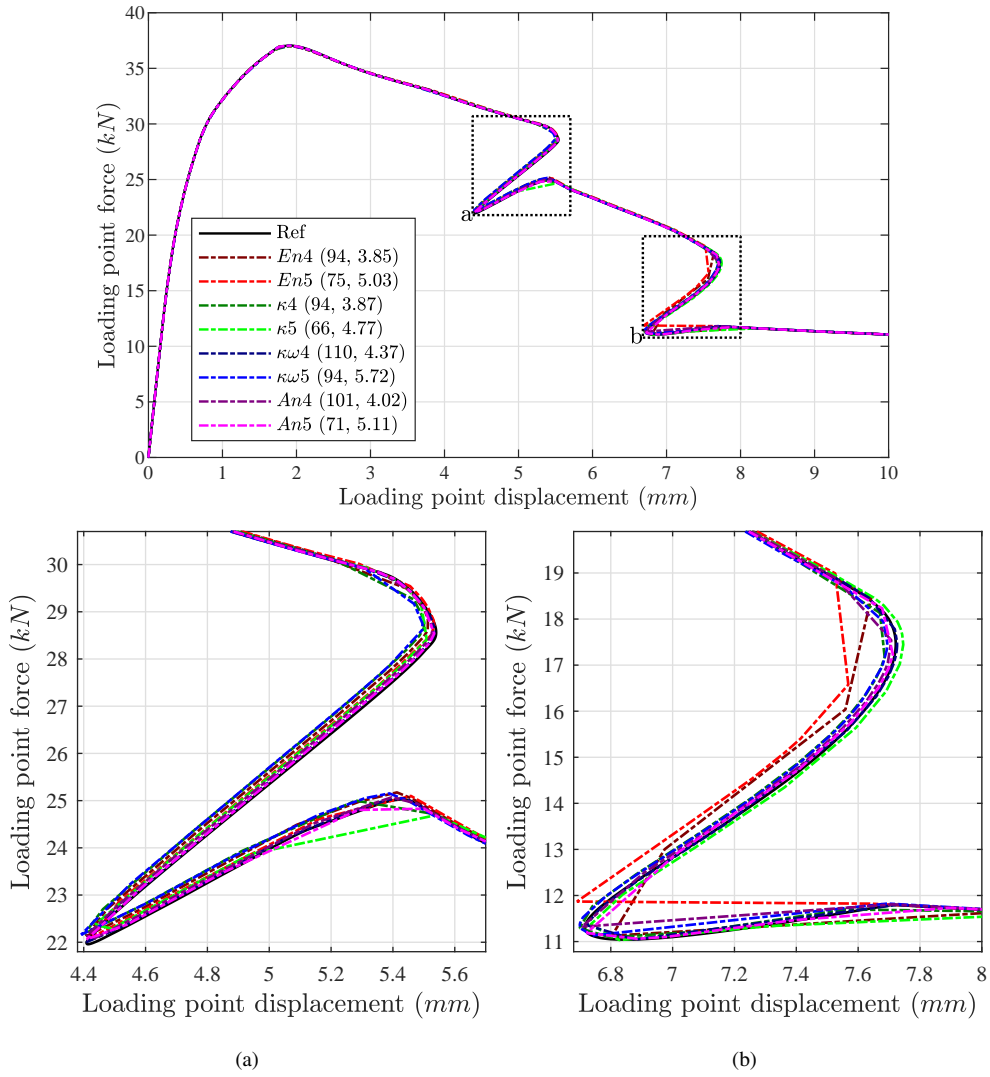 40
35
30
25
20
15
10
5
0
Loading point force (kN)
a
b
Ref
En4 (94, 3.85)
En5 (75, 5.03)
κ4 (94, 3.87)
κ5 (66, 4.77)
κω4 (110, 4.37)
κω5 (94, 5.72)
An4 (101, 4.02)
An5 (71, 5.11)
0 1 2 3 4 5 6 7 8 9 10
Loading point displacement (mm)
30
29
28
27
26
25
24
23
22
Loading point force (kN)
4.4 4.6 4.8 5 5.2 5.4 5.6
Loading point displacement (mm)
(a)
19
18
17
16
15
14
13
12
11
Loading point force (kN)
6.8 7 7.2 7.4 7.6 7.8 8
Loading point displacement (mm)
(b)